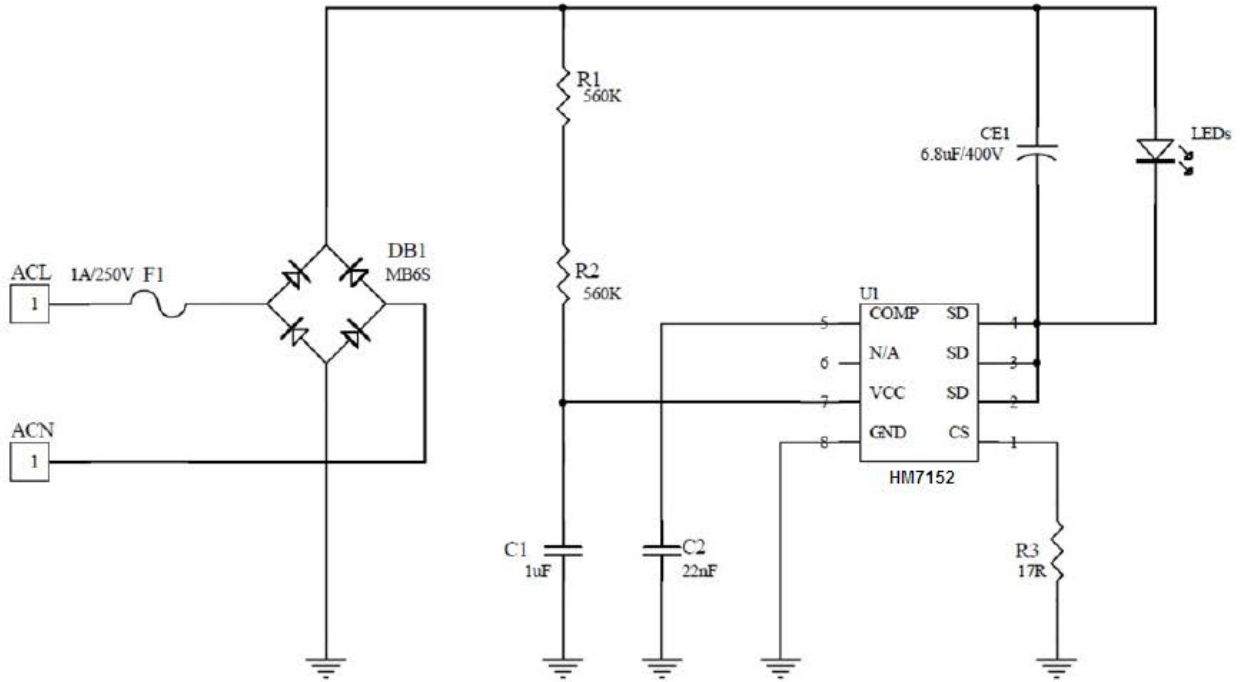 R1
560K
CE1
6.8uF/400V
LEDs
DB1
MB6S
ACL
1A/250V F1
1
R2
560K
U1
5 COMP SD 4
6 N/A SD 3
7 VCC SD 2
8 GND CS 1
HM7152
ACN
1
C1
1uF
C2
22nF
R3
17R